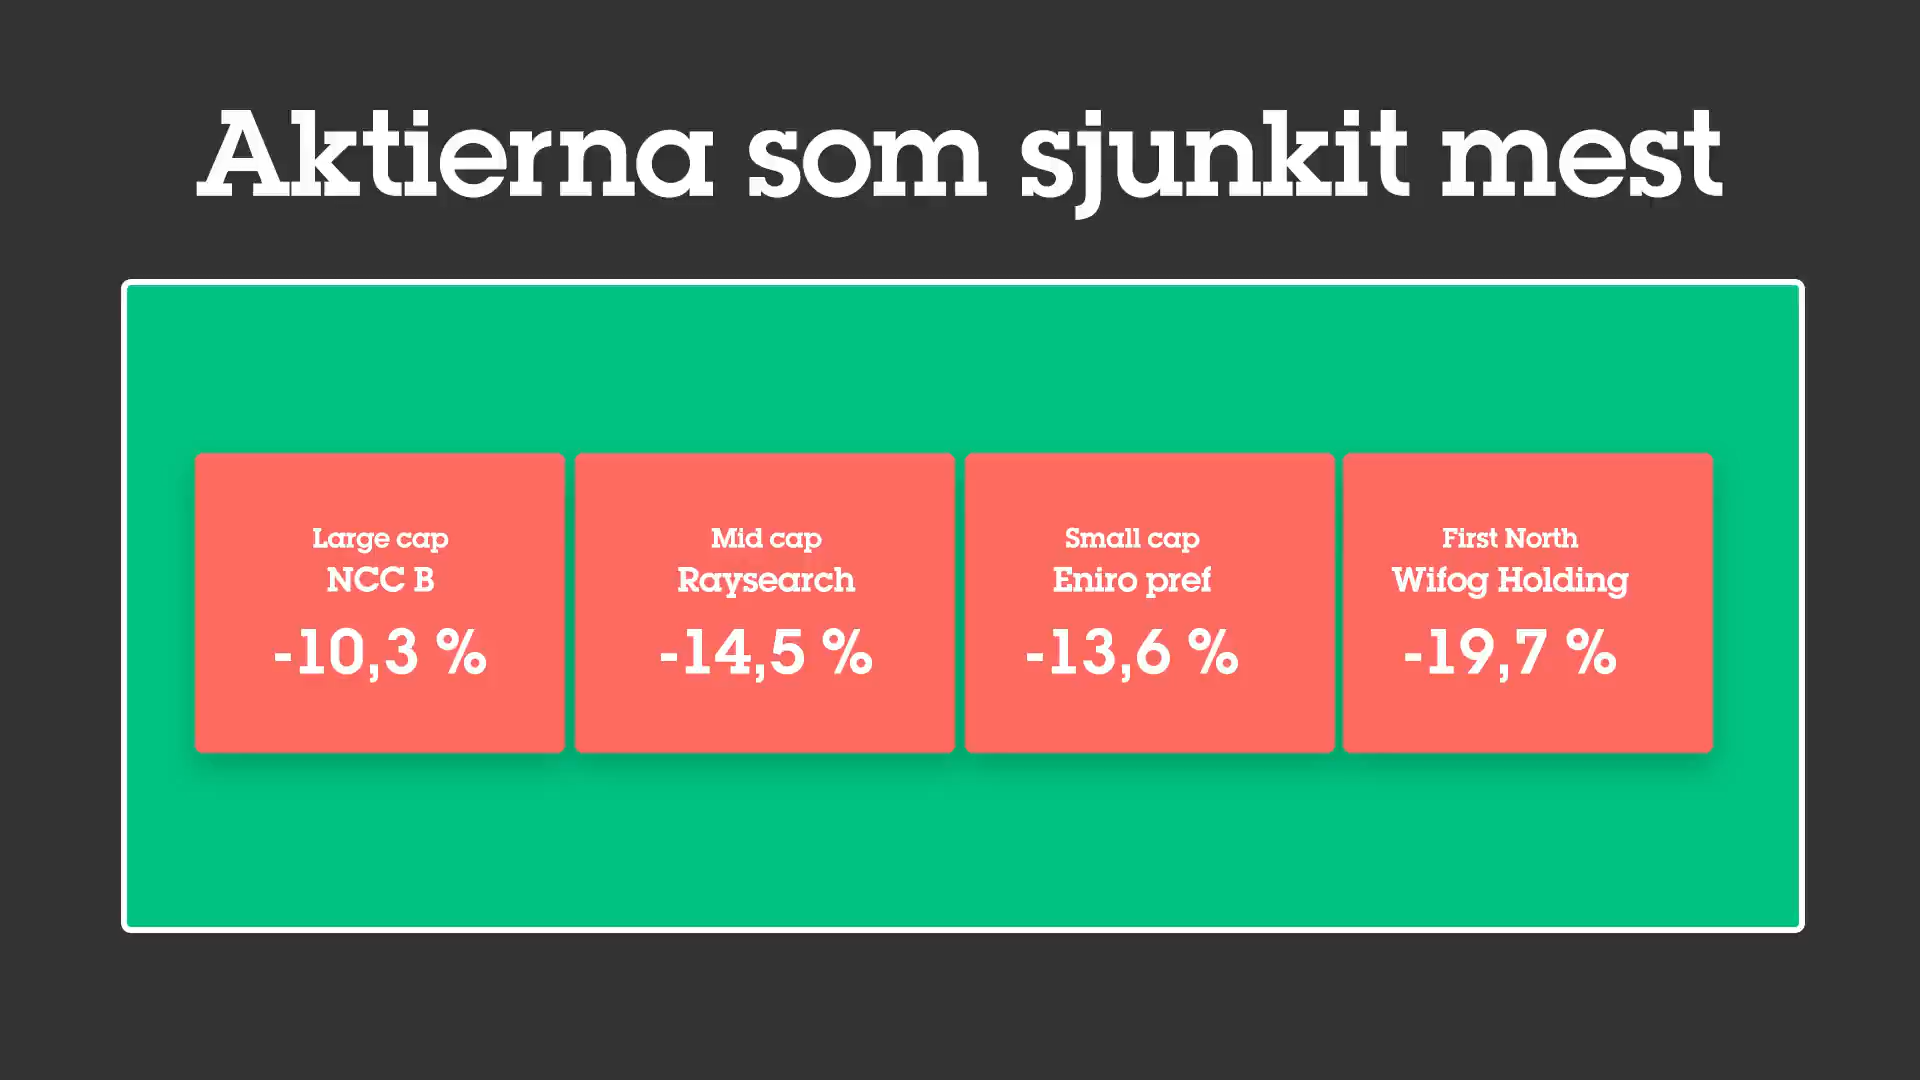 Aktierna som sjunkit mest
Large cap
NCC B
-10,3 %
Mid cap
Raysearch
-14,5 %
Small cap
Eniro pref
-13,6 %
First North
Wifog Holding
-19,7 %